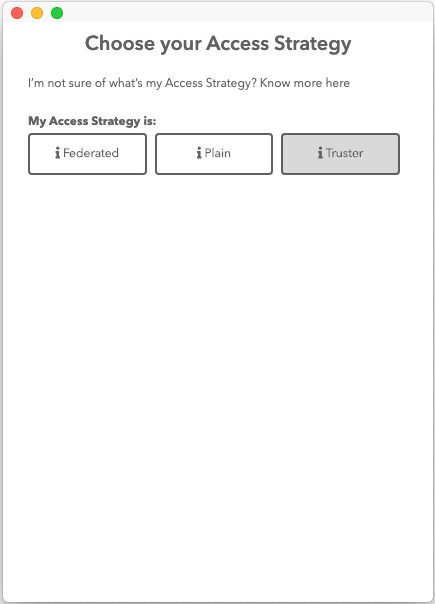 Choose your Access Strategy
I’m not sure of what’s my Access Strategy? Know more here
My Access Strategy is:
Federated Plain Truster